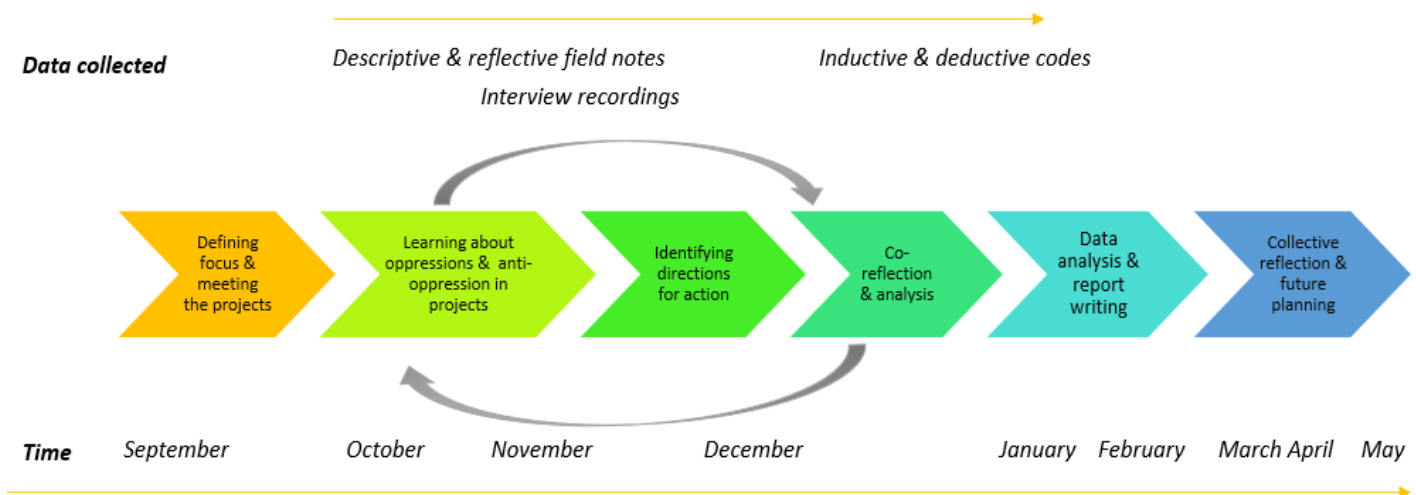 Data collected
Descriptive & reflective field notes
Inductive & deductive codes
Interview recordings
Defining
focus &
meeting
the projects
Learning about
oppressions & anti-
oppression in
projects
Identifying
directions
for action
Co-
reflection
& analysis
Data
analysis &
report
writing
Collective
reflection &
future
planning
Time
September
October
November
December
January
February
March April
May